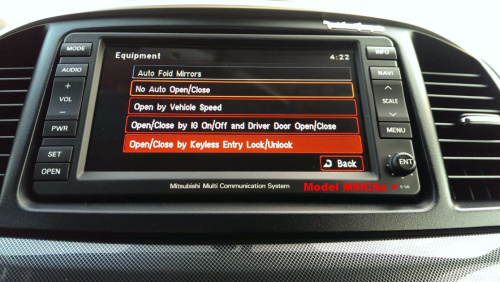 MODE
AUDIO
+
VOL
−
PWR
SET
OPEN
Equipment 4:22
Auto Fold Mirrors
No Auto Open/Close
Open by Vehicle Speed
Open/Close by IG On/Off and Driver Door Open/Close
Open/Close by Keyless Entry Lock/Unlock
Back
INFO
NAVI
SCALE
MENU
ENT
Mitsubishi Multi Communication System